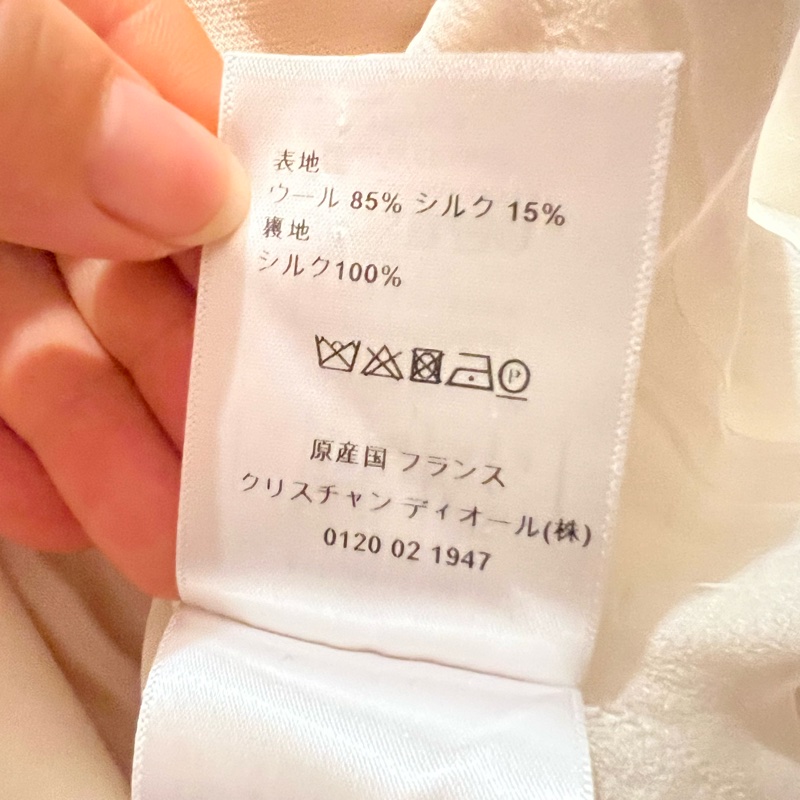 表地
ウール 85% シルク 15%
裏地
シルク100%
P
原産国 フランス
クリスチャン ディオール(株)
0120 02 1947